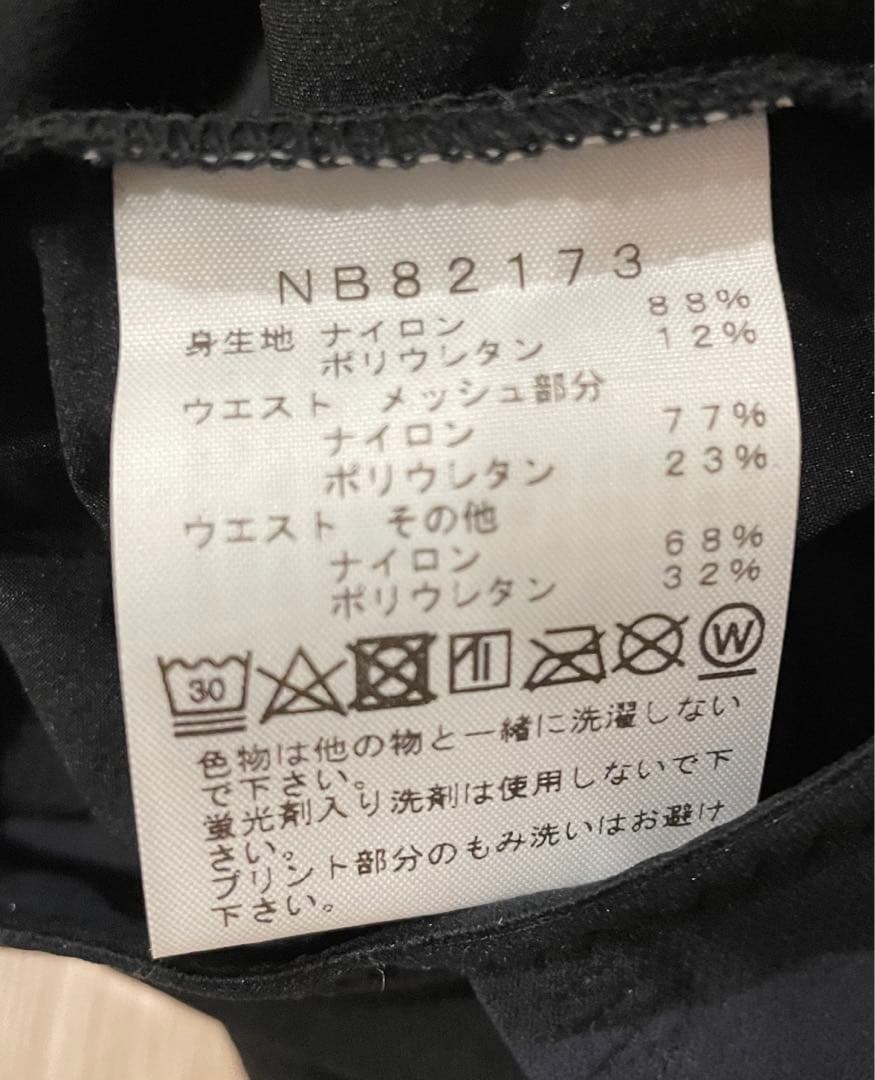 NB82173
身生地 ナイロン 88%
ポリウレタン 12%
ウエスト メッシュ部分
ナイロン 77%
ポリウレタン 23%
ウエスト その他
ナイロン 68%
ポリウレタン 32%
30 W
色物は他の物と一緒に洗濯しない
で下さい。
蛍光剤入り洗剤は使用しないで下
さい。
プリント部分のもみ洗いはお避け
下さい。